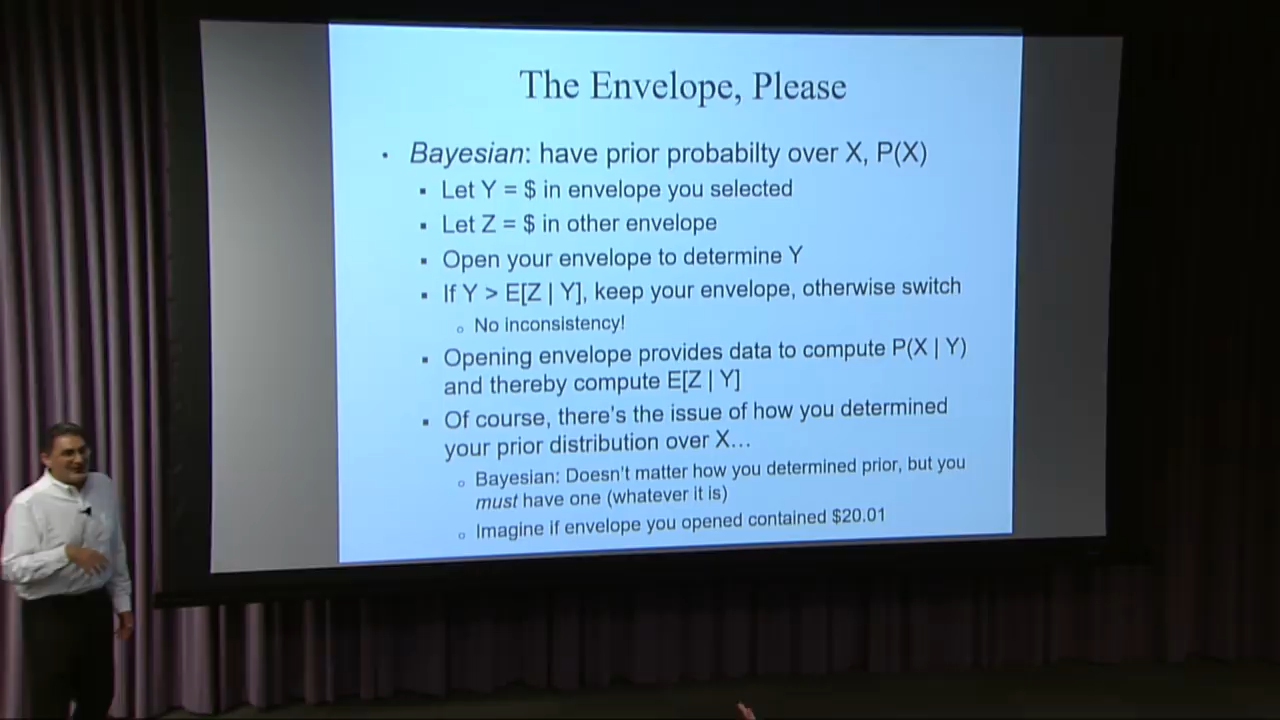 The Envelope, Please
• Bayesian: have prior probabilty over X, P(X)
▪ Let Y = $ in envelope you selected
▪ Let Z = $ in other envelope
▪ Open your envelope to determine Y
▪ If Y > E[Z | Y], keep your envelope, otherwise switch
o No inconsistency!
▪ Opening envelope provides data to compute P(X | Y)
and thereby compute E[Z | Y]
▪ Of course, there's the issue of how you determined
your prior distribution over X…
o Bayesian: Doesn't matter how you determined prior, but you
must have one (whatever it is)
o Imagine if envelope you opened contained $20.01